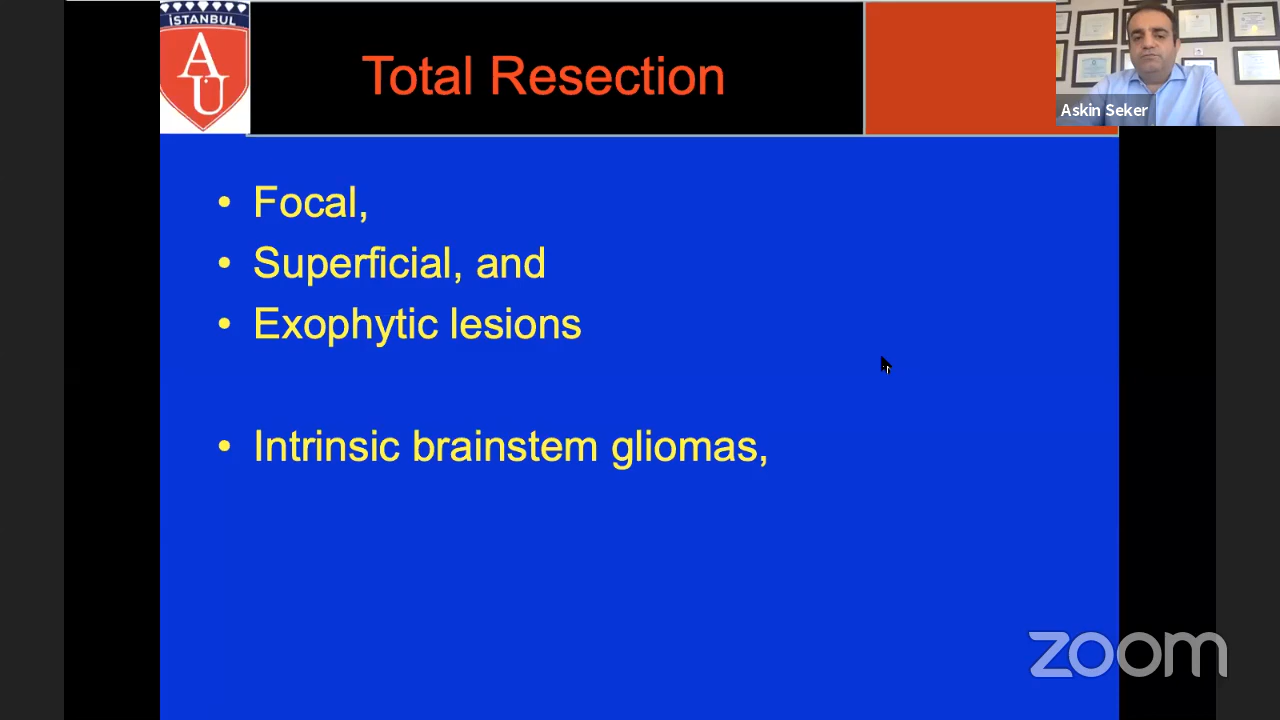 İSTANBUL
AU
Total Resection
Askin Seker
• Focal,
• Superficial, and
• Exophytic lesions
• Intrinsic brainstem gliomas,
zoom